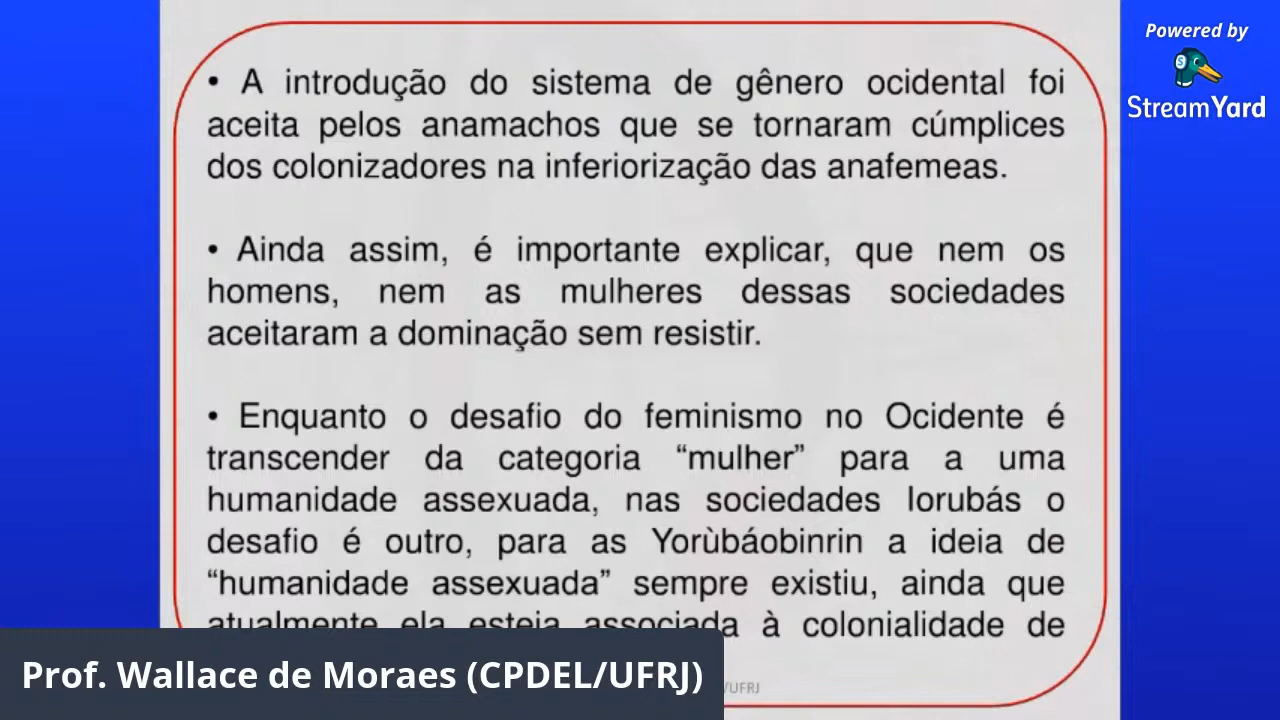 Powered by
StreamYard
• A introdução do sistema de gênero ocidental foi
aceita pelos anamachos que se tornaram cúmplices
dos colonizadores na inferiorização das anafemeas.
• Ainda assim, é importante explicar, que nem os
homens, nem as mulheres dessas sociedades
aceitaram a dominação sem resistir.
• Enquanto o desafio do feminismo no Ocidente é
transcender da categoria “mulher” para a uma
humanidade assexuada, nas sociedades Iorubás o
desafio é outro, para as Yorùbáobinrin a ideia de
“humanidade assexuada” sempre existiu, ainda que
atualmente ela esteja associada à colonialidade de
/UFRJ
Prof. Wallace de Moraes (CPDEL/UFRJ)